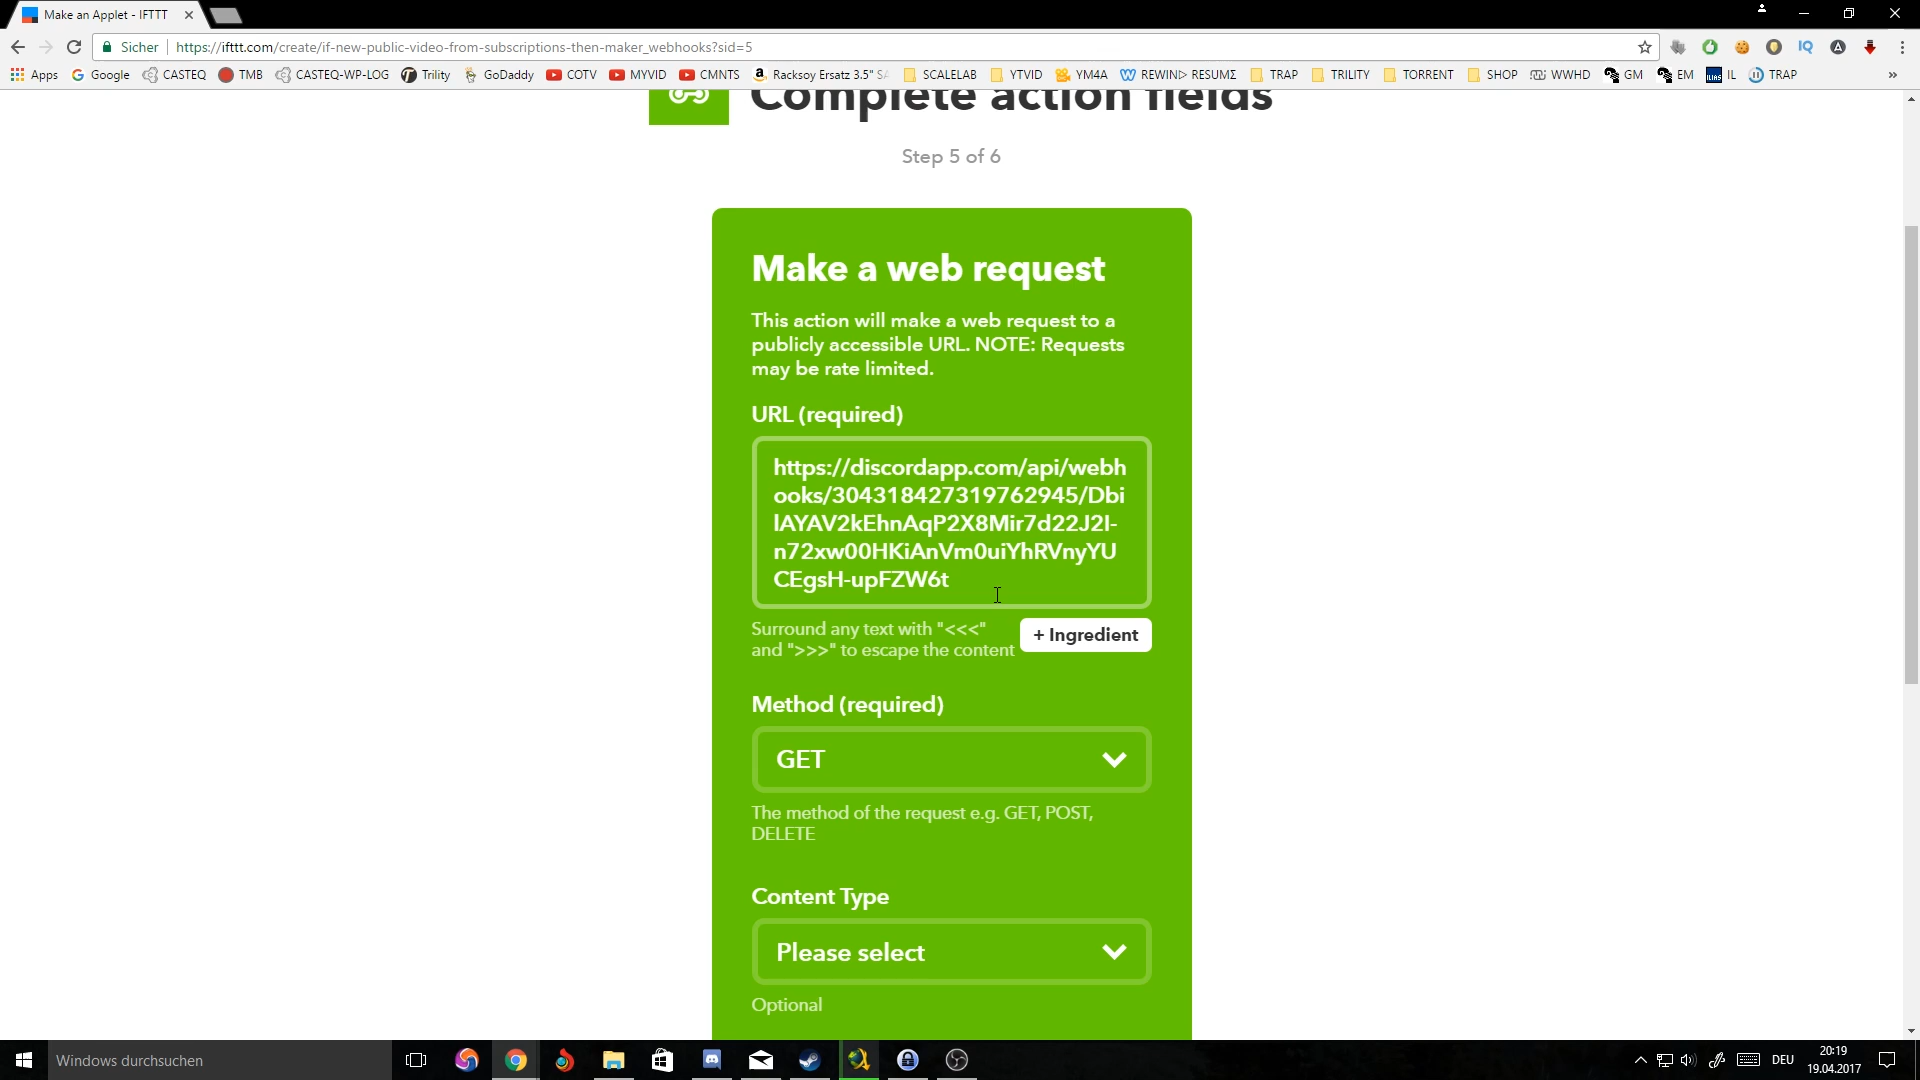 Make an Applet - IFTTT
Sicher
https://ifttt.com/create/if-new-public-video-from-subscriptions-then-maker_webhooks?sid=5
Apps Google CASTEQ TMB CASTEQ-WP-LOG Trility GoDaddy COTV MYVID CMNTS Racksoy Ersatz 3.5" SCALELAB YTVID YM4A REWIN▷ RESUMΣ TRAP TRILITY TORRENT SHOP WWHD GM EM IL TRAP »
Complete action fields
Step 5 of 6
Make a web request
This action will make a web request to a
publicly accessible URL. NOTE: Requests
may be rate limited.
URL (required)
https://discordapp.com/api/webh
ooks/304318427319762945/Dbi
lAYAV2kEhnAqP2X8Mir7d22J2l-
n72xw00HKiAnVm0uiYhRVnyYU
CEgsH-upFZW6t
Surround any text with "<<<"
and ">>>" to escape the content
+ Ingredient
Method (required)
GET
The method of the request e.g. GET, POST,
DELETE
Content Type
Please select
Optional
Windows durchsuchen
DEU
20:19
19.04.2017